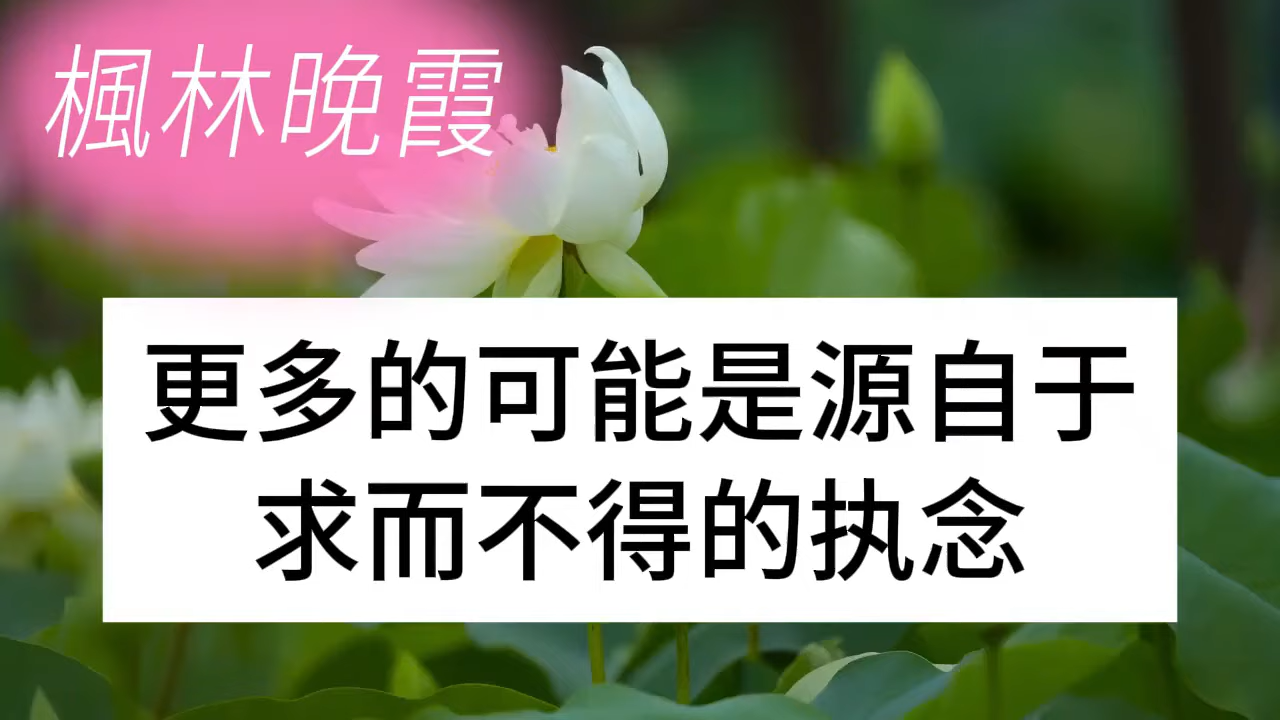 楓林晚霞
更多的可能是源自于
求而不得的执念